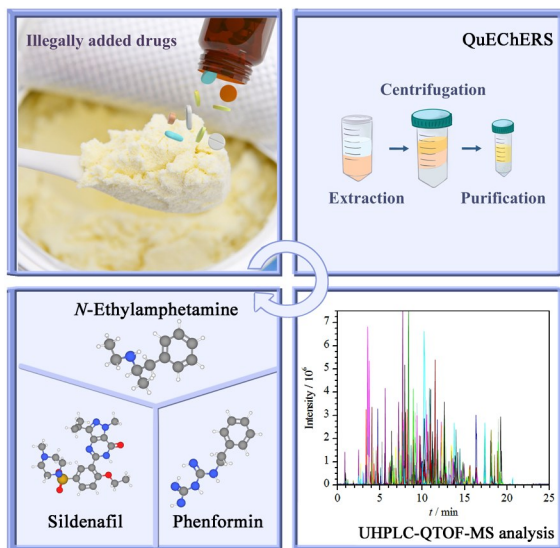 Illegally added drugs
QuEChERS
Centrifugation
Extraction
Purification
N-Ethylamphetamine
Sildenafil
Phenformin
Intensity / 10⁶
7
6
5
4
3
2
1
0
0 5 10 15 20 25
t / min
UHPLC-QTOF-MS analysis